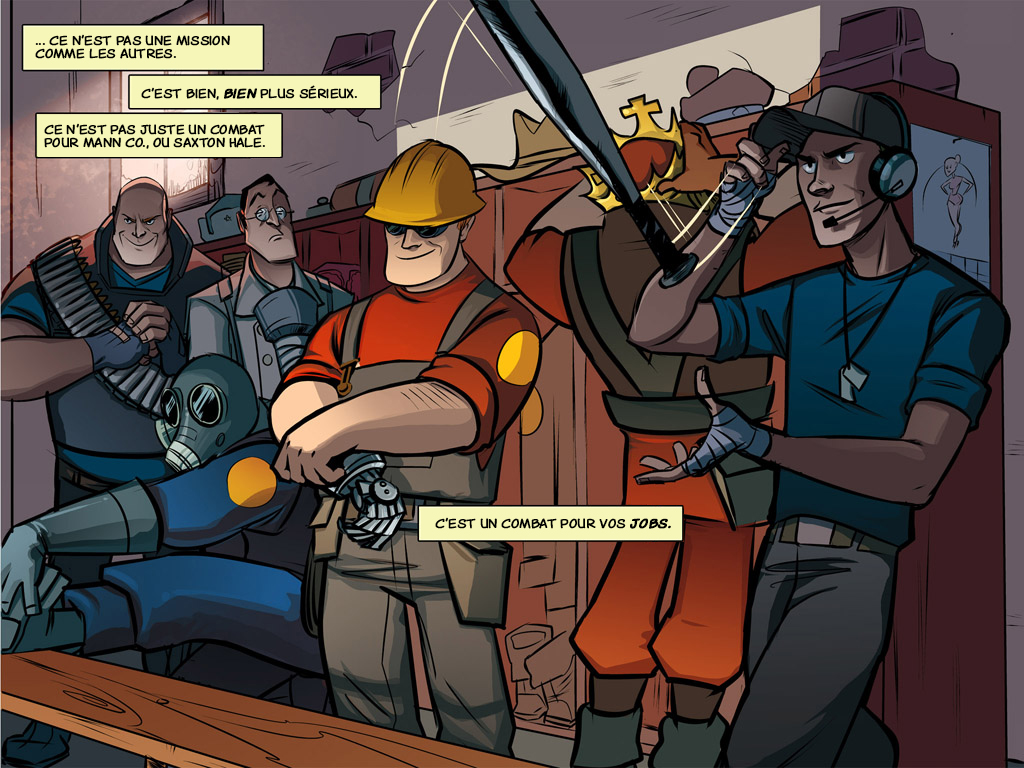 ... CE N'EST PAS UNE MISSION
COMME LES AUTRES.
C'EST BIEN, BIEN PLUS SÉRIEUX.
CE N'EST PAS JUSTE UN COMBAT
POUR MANN CO., OU SAXTON HALE.
C'EST UN COMBAT POUR VOS JOBS.